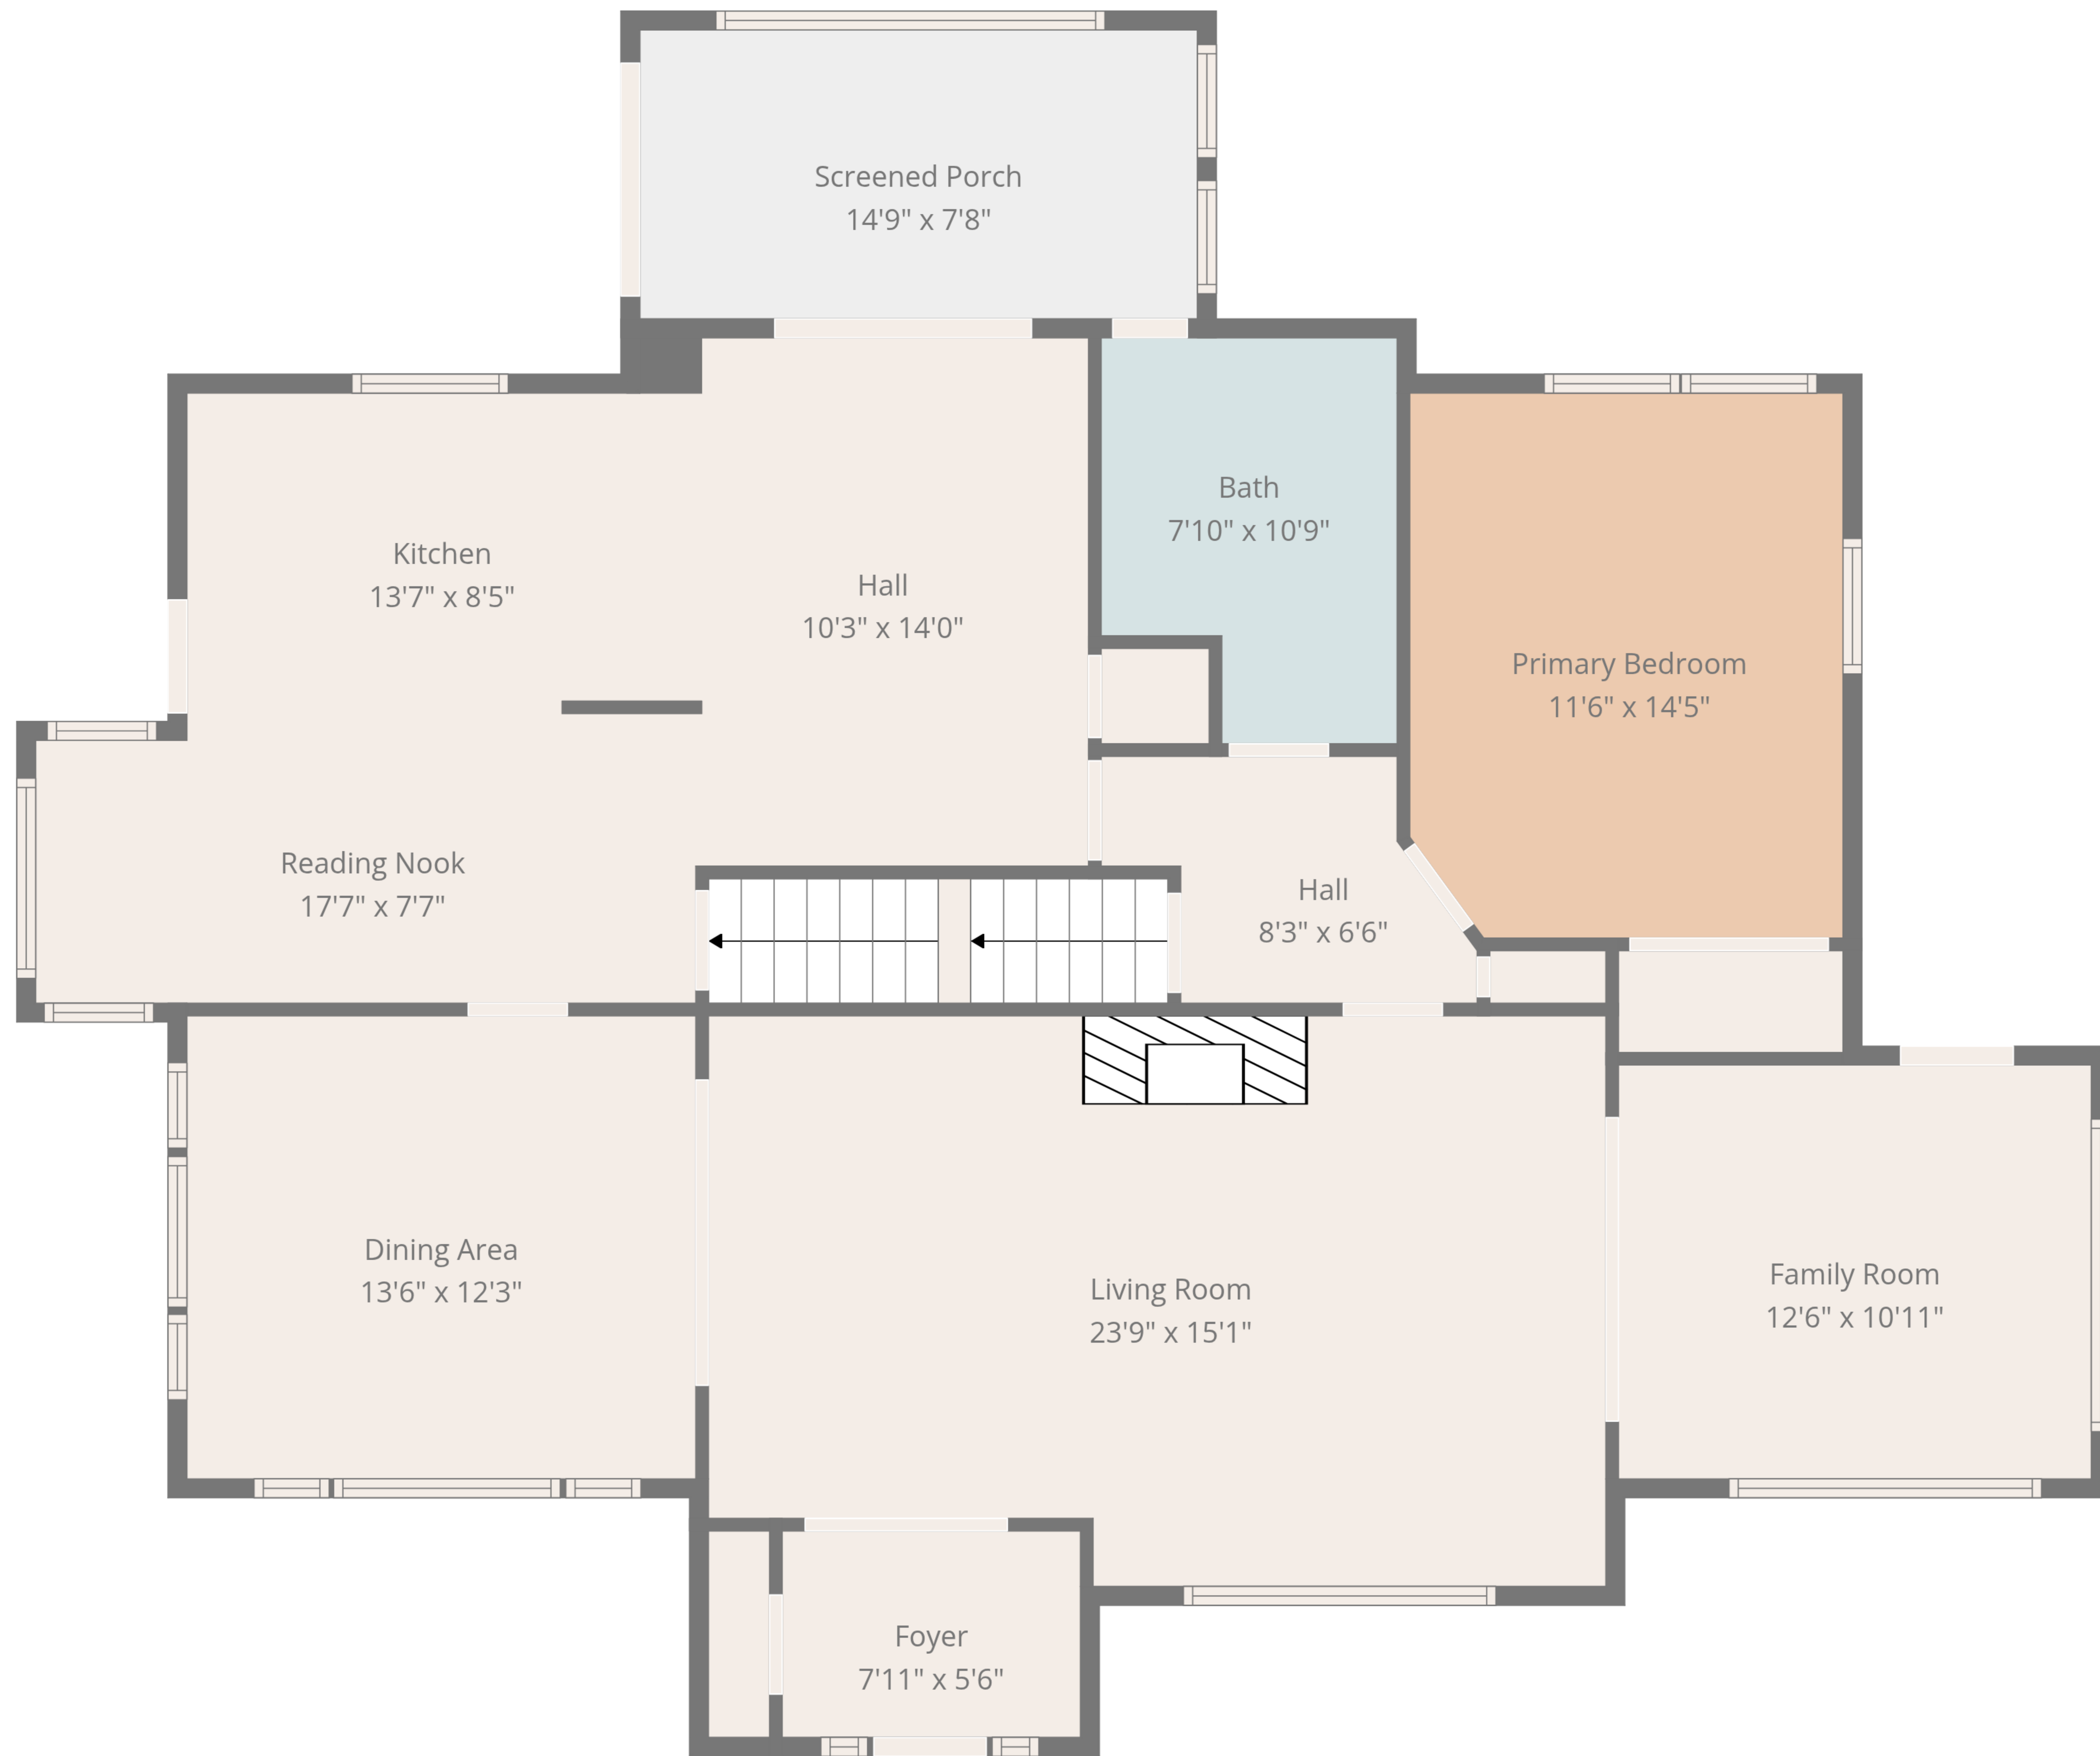 Screened Porch
14'9" x 7'8"
Bath
7'10" x 10'9"
Kitchen
13'7" x 8'5"
Hall
10'3" x 14'0"
Primary Bedroom
11'6" x 14'5"
Reading Nook
17'7" x 7'7"
Hall
8'3" x 6'6"
Dining Area
13'6" x 12'3"
Living Room
23'9" x 15'1"
Family Room
12'6" x 10'11"
Foyer
7'11" x 5'6"